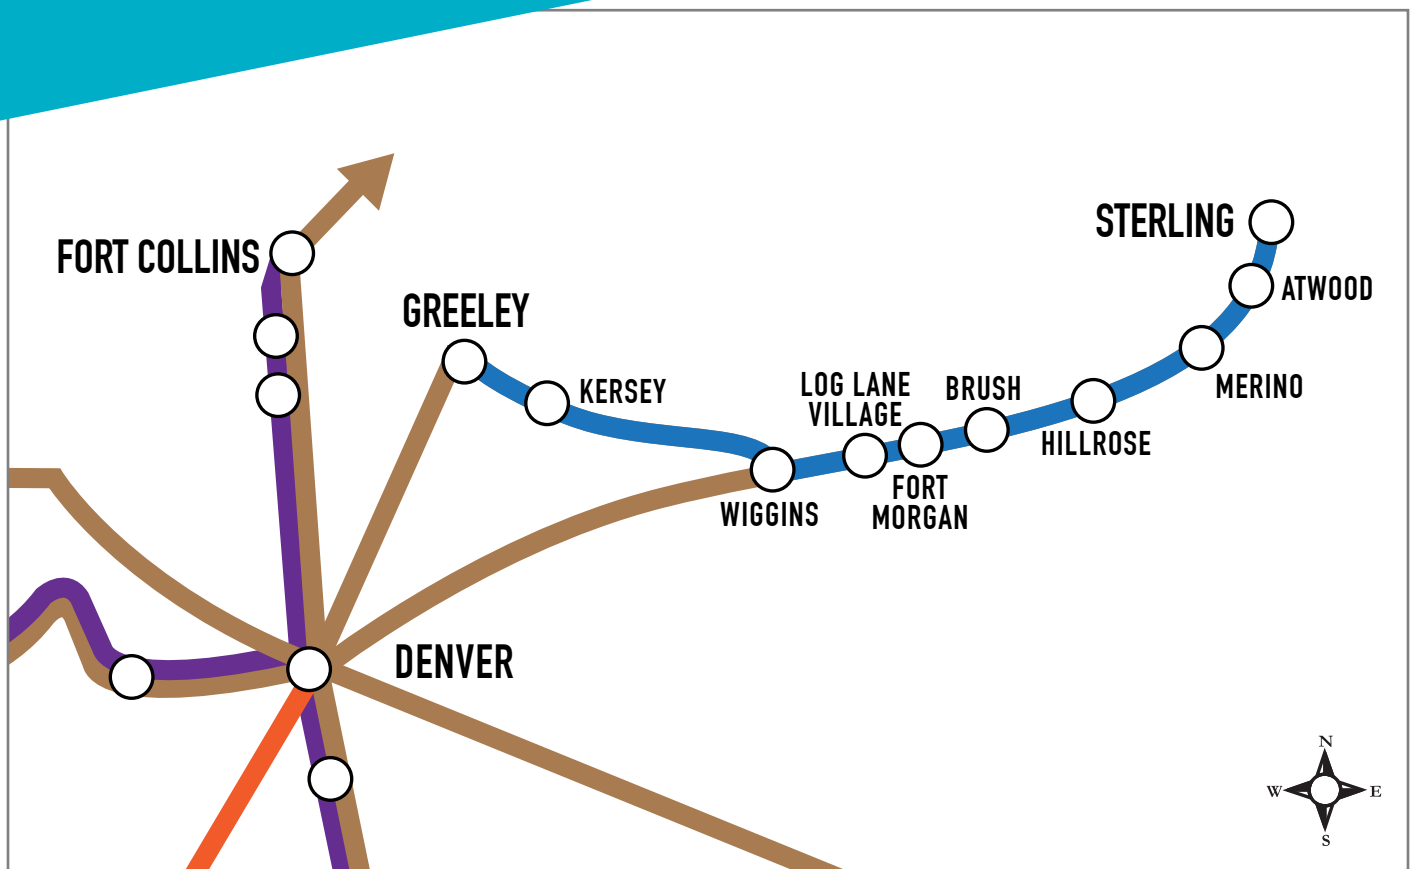 STERLING
FORT COLLINS
ATWOOD
GREELEY
LOG LANE
VILLAGE
BRUSH
KERSEY
MERINO
HILLROSE
FORT
MORGAN
WIGGINS
DENVER
N
W
E
S